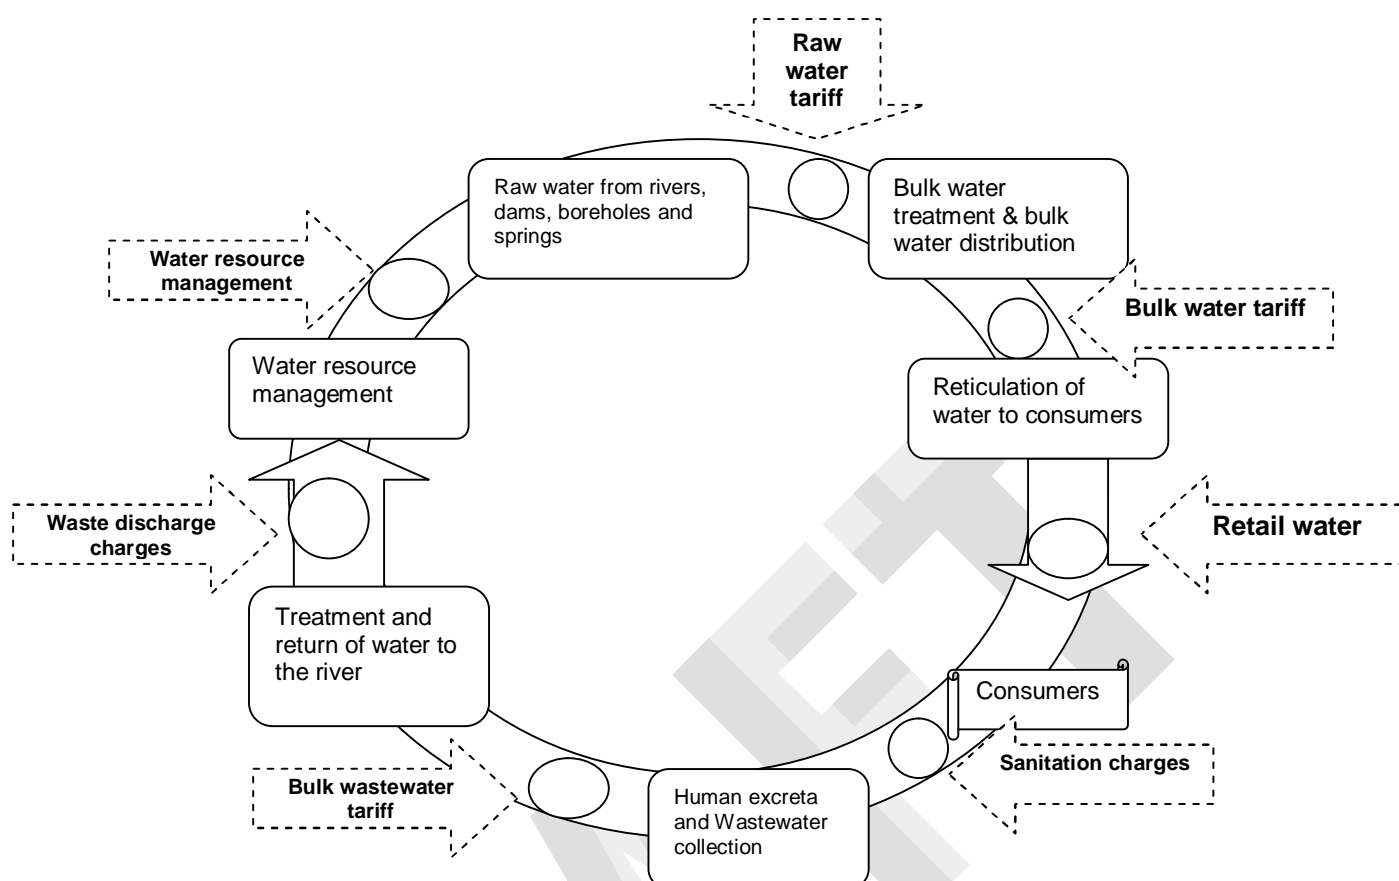 Raw
water
tariff
Raw water from rivers,
dams, boreholes and
springs
Bulk water
treatment & bulk
water distribution
Water resource
management
Bulk water tariff
Water resource
management
Reticulation of
water to consumers
Waste discharge
charges
Retail water
Treatment and
return of water to
the river
Consumers
Sanitation charges
Bulk wastewater
tariff
Human excreta
and Wastewater
collection